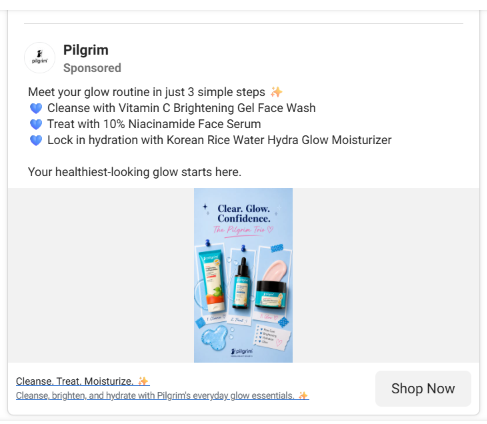 pilgrim
Pilgrim
Sponsored
Meet your glow routine in just 3 simple steps ✨
💙 Cleanse with Vitamin C Brightening Gel Face Wash
💙 Treat with 10% Niacinamide Face Serum
💙 Lock in hydration with Korean Rice Water Hydra Glow Moisturizer
Your healthiest-looking glow starts here.
Clear. Glow.
Confidence.
The Pilgrim Trio ♡
pilgrim
Cleanse. Treat. Moisturize. ✨
Cleanse, brighten, and hydrate with Pilgrim's everyday glow essentials. ✨
Shop Now